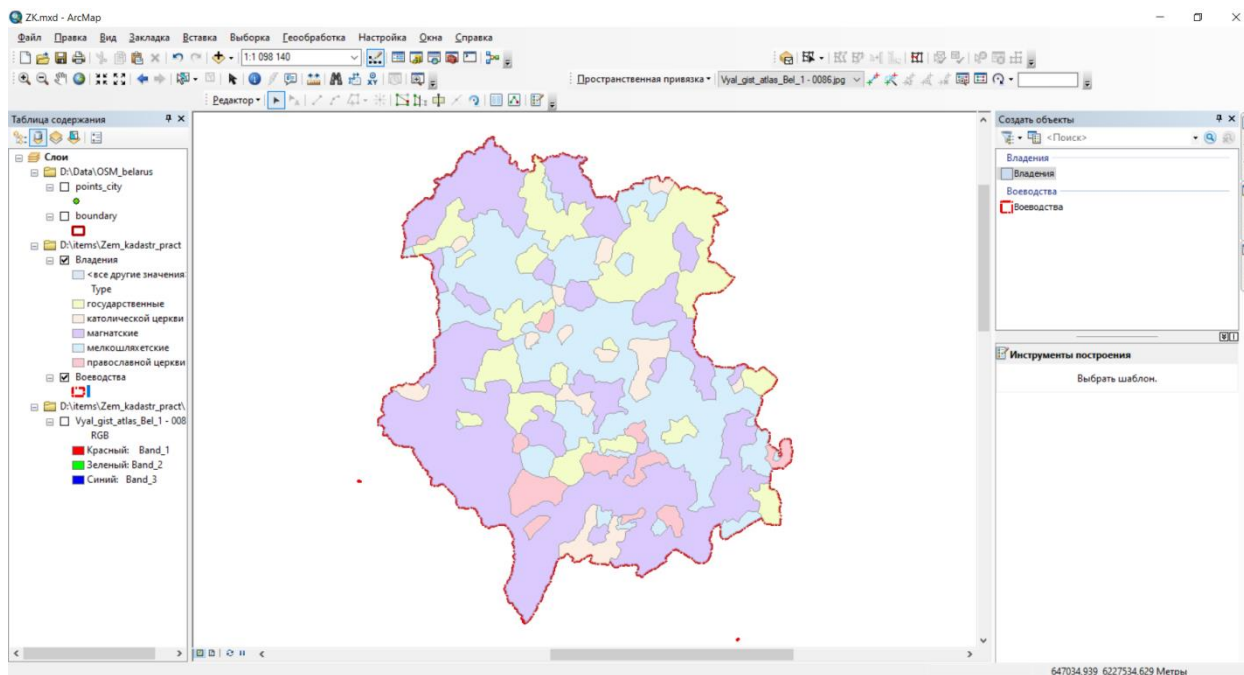 ZK.mxd - ArcMap
Файл Правка Вид Закладка Вставка Выборка Геообработка Настройка Окна Справка
1:1 098 140
Пространственная привязка Vyal_gist_atlas_Bel_1 - 0086.jpg
Редактор
Таблица содержания
Слои
D:\Data\OSM_belarus
points_city
boundary
D:\items\Zem_kadastr_pract
Владения
<все другие значения
Type
государственные
католической церкви
магнатские
мелкошляхетские
православной церкви
Воеводства
D:\items\Zem_kadastr_pract\
Vyal_gist_atlas_Bel_1 - 008
RGB
Красный: Band_1
Зеленый: Band_2
Синий: Band_3
Создать объекты
<Поиск>
Владения
Владения
Воеводства
Воеводства
Инструменты построения
Выбрать шаблон.
647034,939 6227534,629 Метры